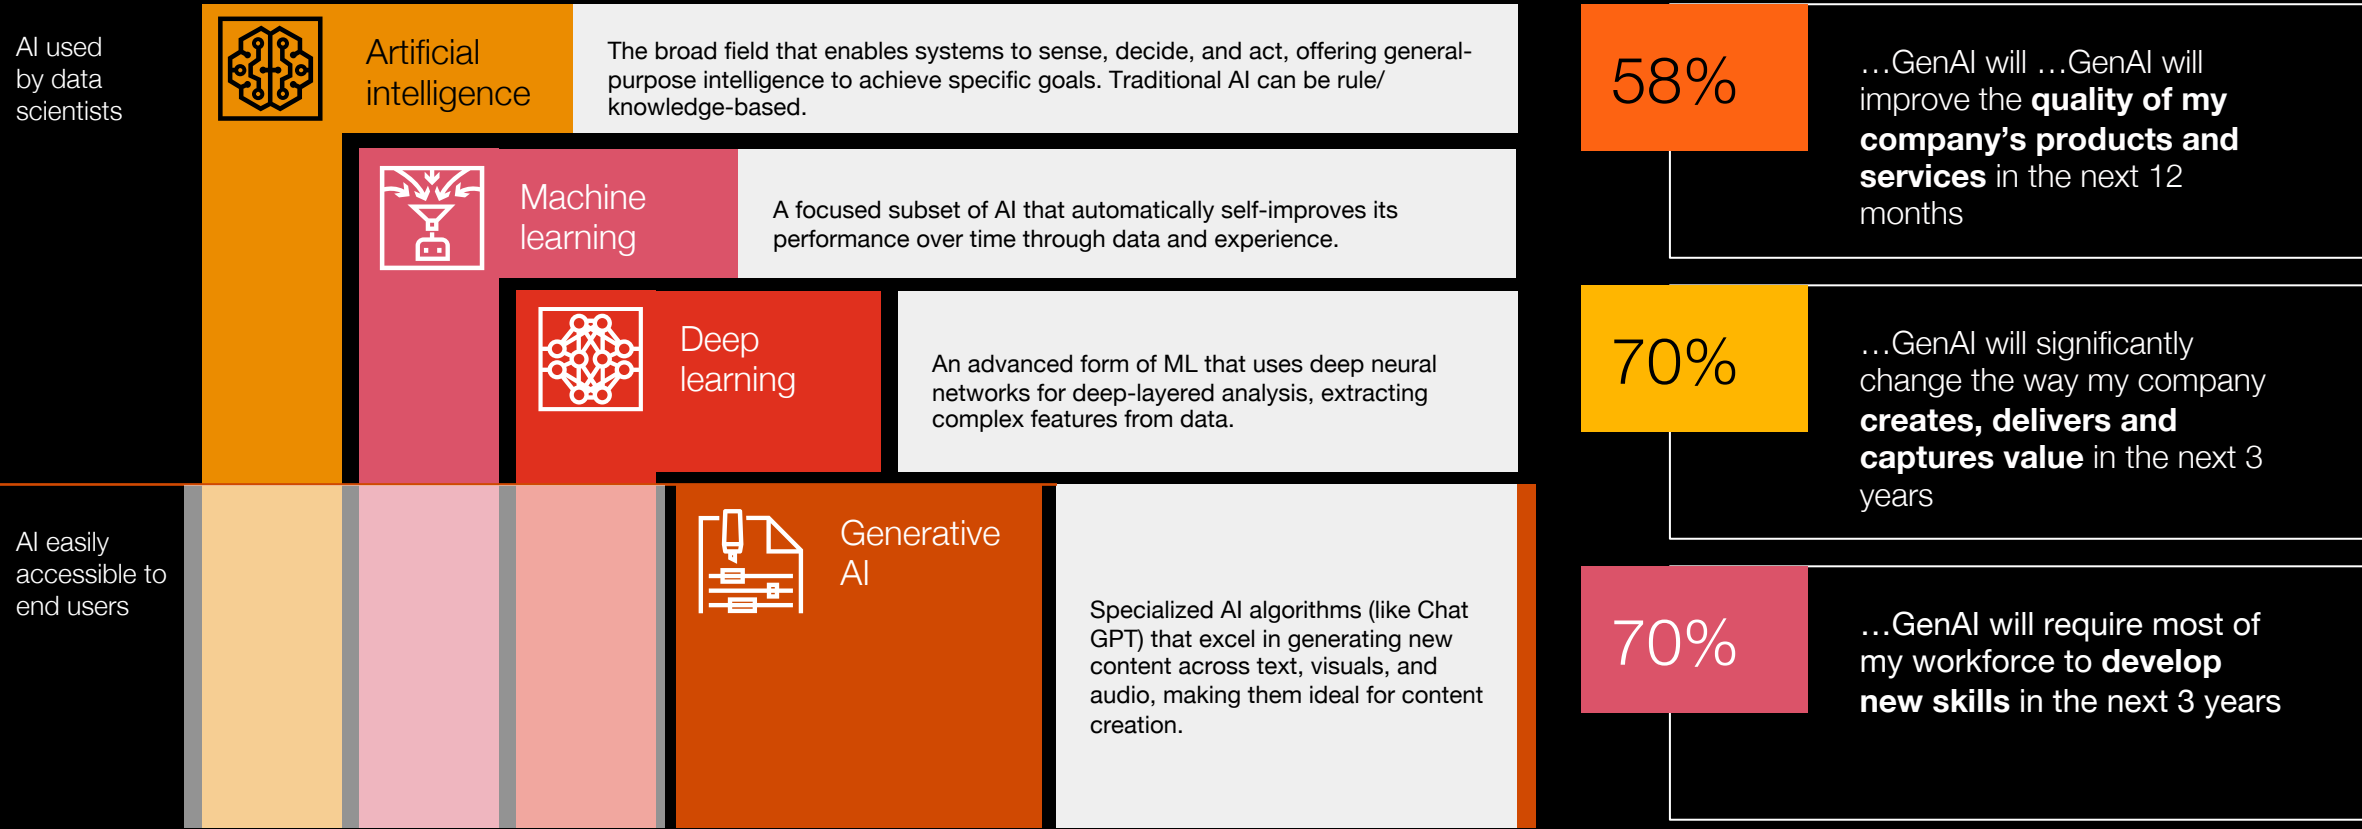 AI used
by data
scientists
Artificial
intelligence
The broad field that enables systems to sense, decide, and act, offering general-
purpose intelligence to achieve specific goals. Traditional AI can be rule/
knowledge-based.
Machine
learning
A focused subset of AI that automatically self-improves its
performance over time through data and experience.
Deep
learning
An advanced form of ML that uses deep neural
networks for deep-layered analysis, extracting
complex features from data.
AI easily
accessible to
end users
Generative
AI
Specialized AI algorithms (like Chat
GPT) that excel in generating new
content across text, visuals, and
audio, making them ideal for content
creation.
58%
…GenAI will …GenAI will
improve the quality of my
company’s products and
services in the next 12
months
70%
…GenAI will significantly
change the way my company
creates, delivers and
captures value in the next 3
years
70%
…GenAI will require most of
my workforce to develop
new skills in the next 3 years